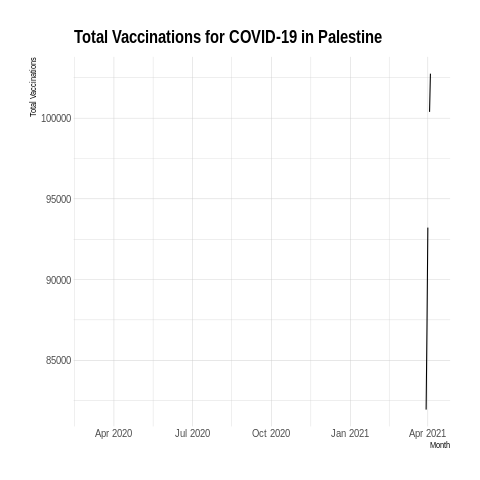 Total Vaccinations for COVID-19 in Palestine
Total Vaccinations
100000
95000
90000
85000
Apr 2020 Jul 2020 Oct 2020 Jan 2021 Apr 2021
Month